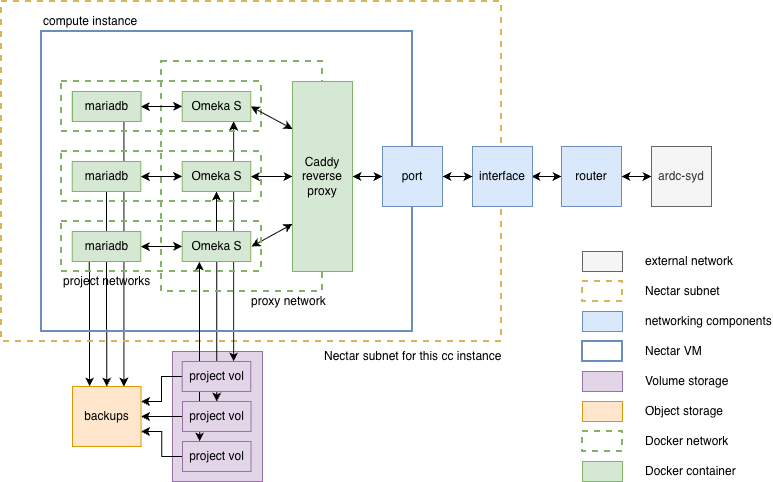 compute instance
mariadb
Omeka S
mariadb
Omeka S
Caddy
reverse
proxy
port
interface
router
ardc-syd
mariadb
Omeka S
project networks
proxy network
Nectar subnet for this cc instance
project vol
backups
project vol
project vol
external network
Nectar subnet
networking components
Nectar VM
Volume storage
Object storage
Docker network
Docker container